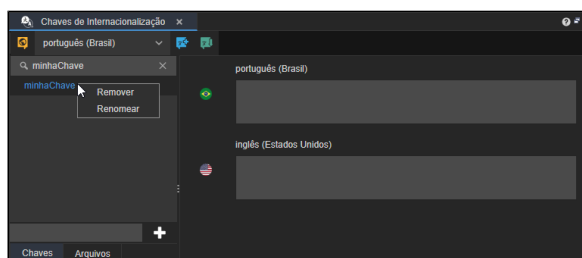 Chaves de Internacionalização
português (Brasil)
minhaChave
minhaChave
Remover
Renomear
português (Brasil)
inglês (Estados Unidos)
Chaves
Arquivos